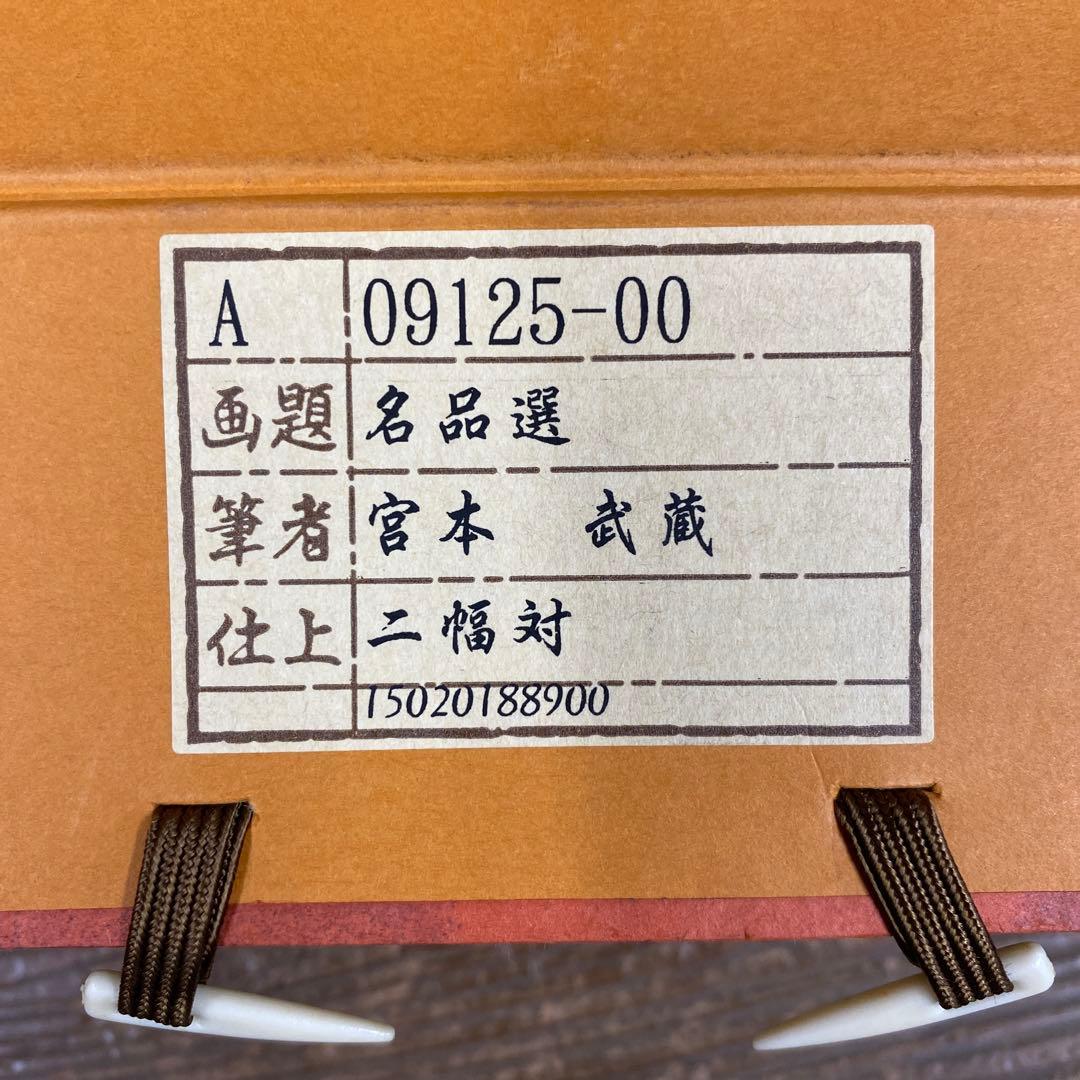 A 09125-00
画題 名品選
筆者 宮本 武蔵
仕上 二幅対
15020188900